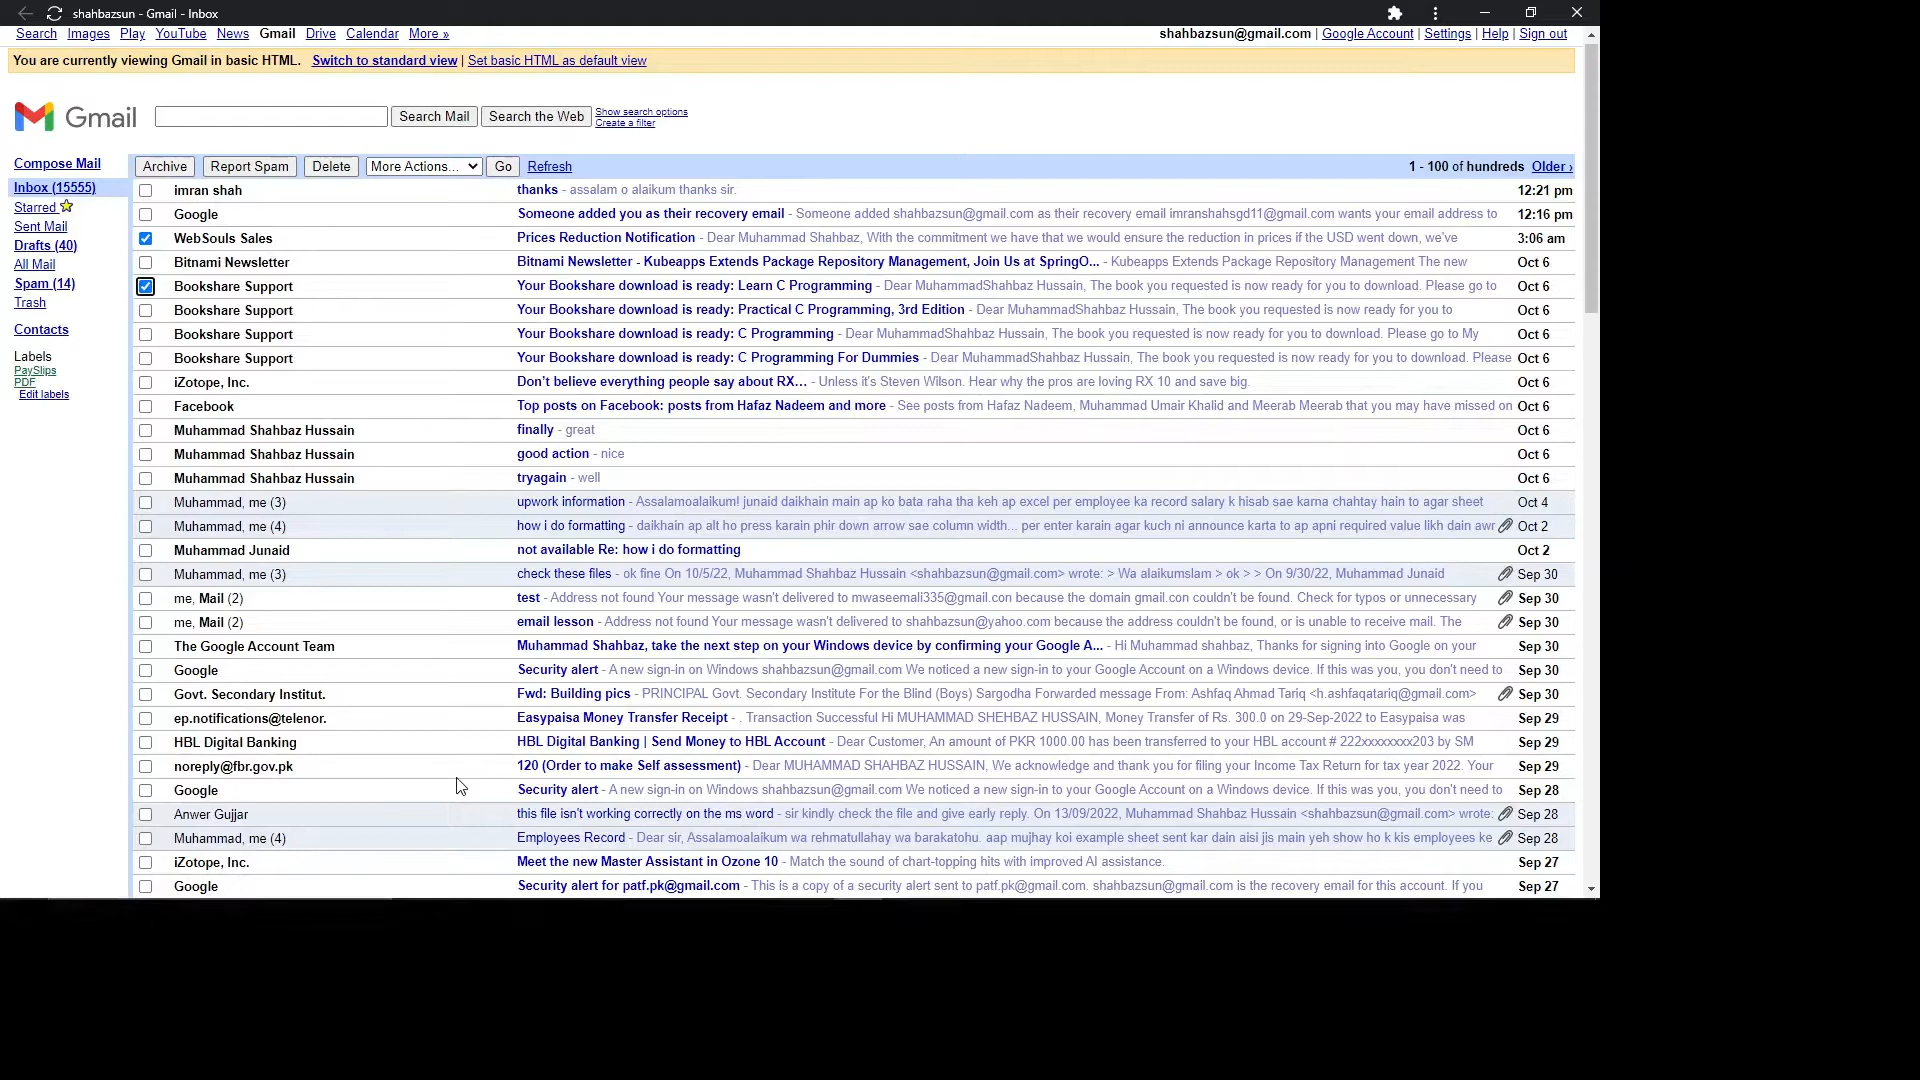 shahbazsun - Gmail - Inbox
Search Images Play YouTube News Gmail Drive Calendar More » shahbazsun@gmail.com | Google Account | Settings | Help | Sign out
You are currently viewing Gmail in basic HTML. Switch to standard view | Set basic HTML as default view
Gmail Search Mail Search the Web Show search options
Create a filter
Compose Mail Archive Report Spam Delete More Actions... Go Refresh 1 - 100 of hundreds Older ›
Inbox (15555)
Starred
Sent Mail
Drafts (40)
All Mail
Spam (14)
Trash
Contacts
Labels
PaySlips
PDF
Edit labels
imran shah thanks - assalam o alaikum thanks sir. 12:21 pm
Google Someone added you as their recovery email - Someone added shahbazsun@gmail.com as their recovery email imranshahsgd11@gmail.com wants your email address to 12:16 pm
WebSouls Sales Prices Reduction Notification - Dear Muhammad Shahbaz, With the commitment we have that we would ensure the reduction in prices if the USD went down, we've 3:06 am
Bitnami Newsletter Bitnami Newsletter - Kubeapps Extends Package Repository Management, Join Us at SpringO... - Kubeapps Extends Package Repository Management The new Oct 6
Bookshare Support Your Bookshare download is ready: Learn C Programming - Dear MuhammadShahbaz Hussain, The book you requested is now ready for you to download. Please go to Oct 6
Bookshare Support Your Bookshare download is ready: Practical C Programming, 3rd Edition - Dear MuhammadShahbaz Hussain, The book you requested is now ready for you to Oct 6
Bookshare Support Your Bookshare download is ready: C Programming - Dear MuhammadShahbaz Hussain, The book you requested is now ready for you to download. Please go to My Oct 6
Bookshare Support Your Bookshare download is ready: C Programming For Dummies - Dear MuhammadShahbaz Hussain, The book you requested is now ready for you to download. Please Oct 6
iZotope, Inc. Don't believe everything people say about RX... - Unless it's Steven Wilson. Hear why the pros are loving RX 10 and save big. Oct 6
Facebook Top posts on Facebook: posts from Hafaz Nadeem and more - See posts from Hafaz Nadeem, Muhammad Umair Khalid and Meerab Meerab that you may have missed on Oct 6
Muhammad Shahbaz Hussain finally - great Oct 6
Muhammad Shahbaz Hussain good action - nice Oct 6
Muhammad Shahbaz Hussain tryagain - well Oct 6
Muhammad, me (3) upwork information - Assalamoalaikum! junaid daikhain main ap ko bata raha tha keh ap excel per employee ka record salary k hisab sae karna chahtay hain to agar sheet Oct 4
Muhammad, me (4) how i do formatting - daikhain ap alt ho press karain phir down arrow sae column width... per enter karain agar kuch ni announce karta to ap apni required value likh dain awr Oct 2
Muhammad Junaid not available Re: how i do formatting Oct 2
Muhammad, me (3) check these files - ok fine On 10/5/22, Muhammad Shahbaz Hussain <shahbazsun@gmail.com> wrote: > Wa alaikumslam > ok > > On 9/30/22, Muhammad Junaid Sep 30
me, Mail (2) test - Address not found Your message wasn't delivered to mwaseemali335@gmail.con because the domain gmail.con couldn't be found. Check for typos or unnecessary Sep 30
me, Mail (2) email lesson - Address not found Your message wasn't delivered to shahbazsun@yahoo.com because the address couldn't be found, or is unable to receive mail. The Sep 30
The Google Account Team Muhammad Shahbaz, take the next step on your Windows device by confirming your Google A... - Hi Muhammad shahbaz, Thanks for signing into Google on your Sep 30
Google Security alert - A new sign-in on Windows shahbazsun@gmail.com We noticed a new sign-in to your Google Account on a Windows device. If this was you, you don't need to Sep 30
Govt. Secondary Institut. Fwd: Building pics - PRINCIPAL Govt. Secondary Institute For the Blind (Boys) Sargodha Forwarded message From: Ashfaq Ahmad Tariq <h.ashfaqatariq@gmail.com> Sep 30
ep.notifications@telenor. Easypaisa Money Transfer Receipt - . Transaction Successful Hi MUHAMMAD SHEHBAZ HUSSAIN, Money Transfer of Rs. 300.0 on 29-Sep-2022 to Easypaisa was Sep 29
HBL Digital Banking HBL Digital Banking | Send Money to HBL Account - Dear Customer, An amount of PKR 1000.00 has been transferred to your HBL account # 222xxxxxxxx203 by SM Sep 29
noreply@fbr.gov.pk 120 (Order to make Self assessment) - Dear MUHAMMAD SHAHBAZ HUSSAIN, We acknowledge and thank you for filing your Income Tax Return for tax year 2022. Your Sep 29
Google Security alert - A new sign-in on Windows shahbazsun@gmail.com We noticed a new sign-in to your Google Account on a Windows device. If this was you, you don't need to Sep 28
Anwer Gujjar this file isn't working correctly on the ms word - sir kindly check the file and give early reply. On 13/09/2022, Muhammad Shahbaz Hussain <shahbazsun@gmail.com> wrote: Sep 28
Muhammad, me (4) Employees Record - Dear sir, Assalamoalaikum wa rehmatullahay wa barakatohu. aap mujhay koi example sheet sent kar dain aisi jis main yeh show ho k kis employees ke Sep 28
iZotope, Inc. Meet the new Master Assistant in Ozone 10 - Match the sound of chart-topping hits with improved AI assistance. Sep 27
Google Security alert for patf.pk@gmail.com - This is a copy of a security alert sent to patf.pk@gmail.com. shahbazsun@gmail.com is the recovery email for this account. If you Sep 27